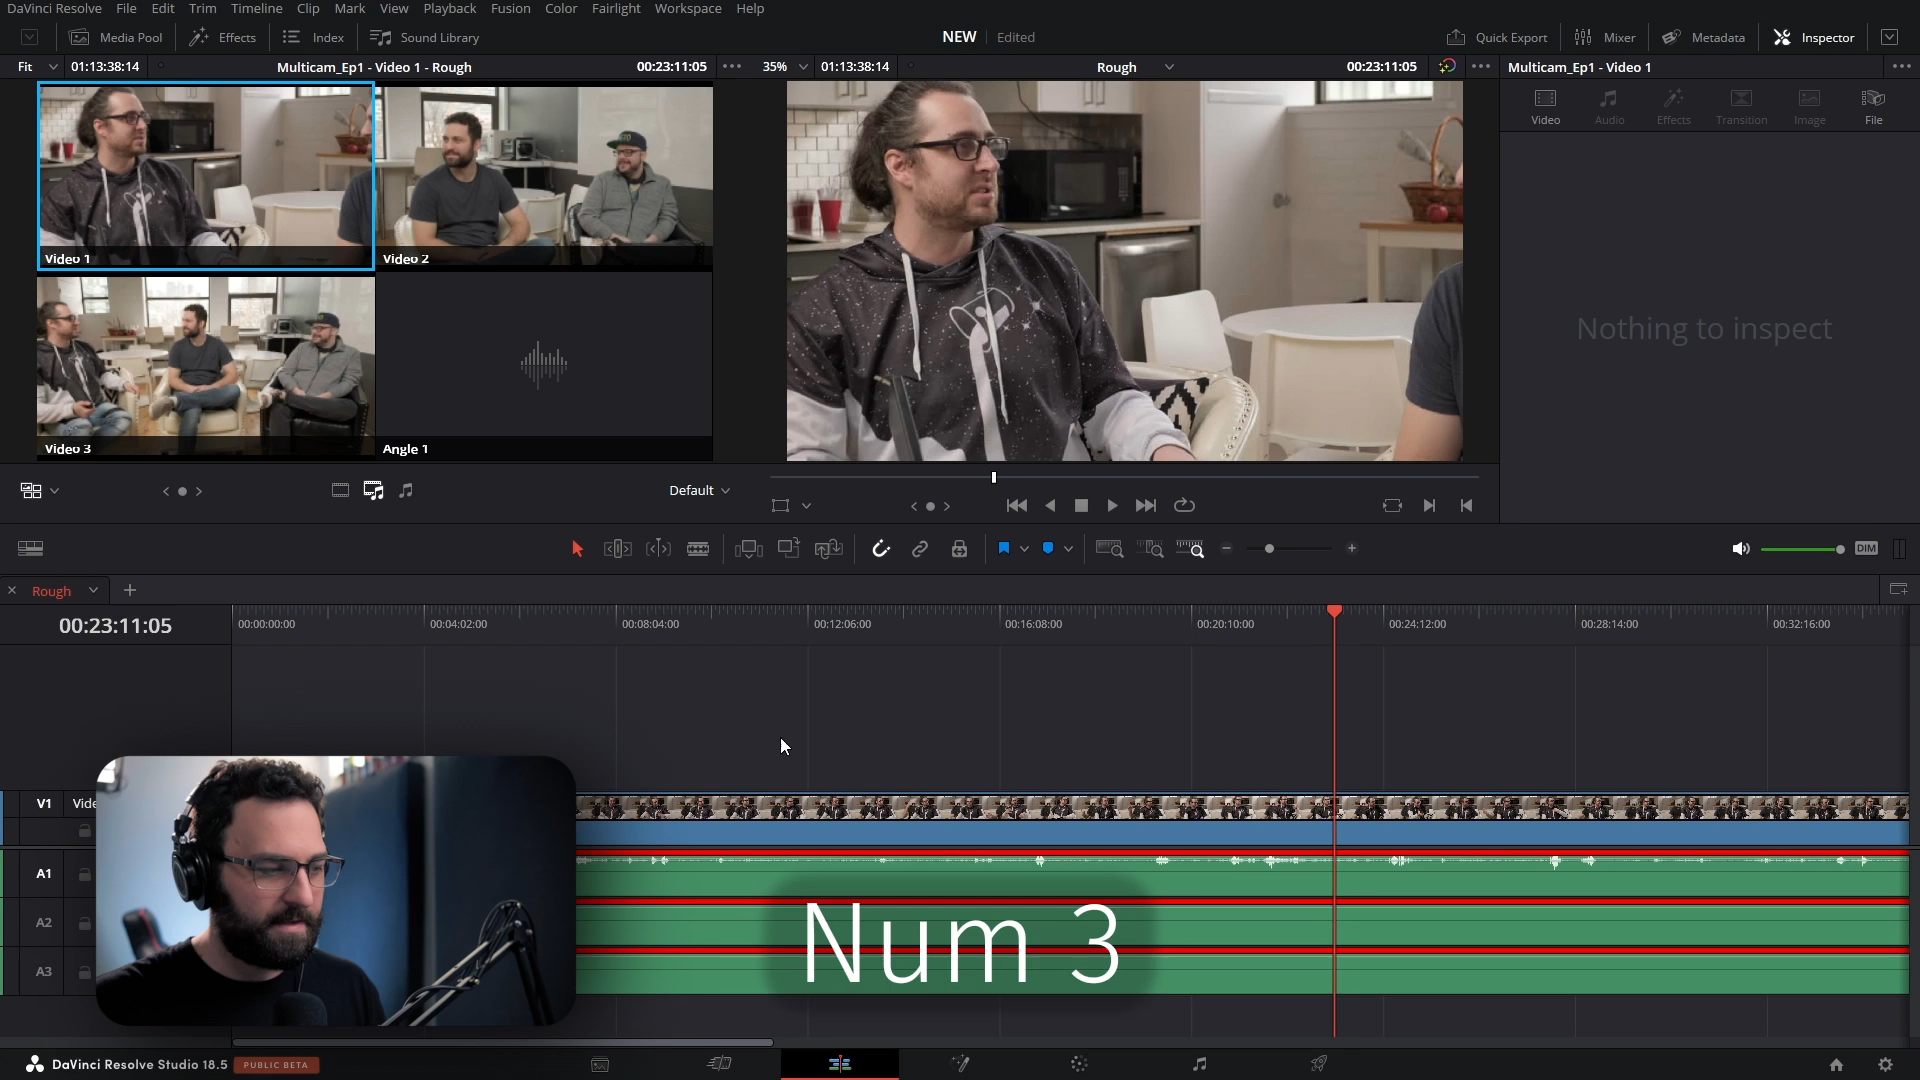 DaVinci Resolve File Edit Trim Timeline Clip Mark View Playback Fusion Color Fairlight Workspace Help
Media Pool Effects Index Sound Library NEW Edited Quick Export Mixer Metadata Inspector
Fit 01:13:38:14 Multicam_Ep1 - Video 1 - Rough 00:23:11:05 35% 01:13:38:14 Rough 00:23:11:05 Multicam_Ep1 - Video 1
Video Audio Effects Transition Image File
Video 1 Video 2
Nothing to inspect
Video 3 Angle 1
Default
DIM
Rough
00:23:11:05
00:00:00:00 00:04:02:00 00:08:04:00 00:12:06:00 00:16:08:00 00:20:10:00 00:24:12:00 00:28:14:00 00:32:16:00
V1 Vide
A1
A2
A3
Num 3
DaVinci Resolve Studio 18.5 PUBLIC BETA